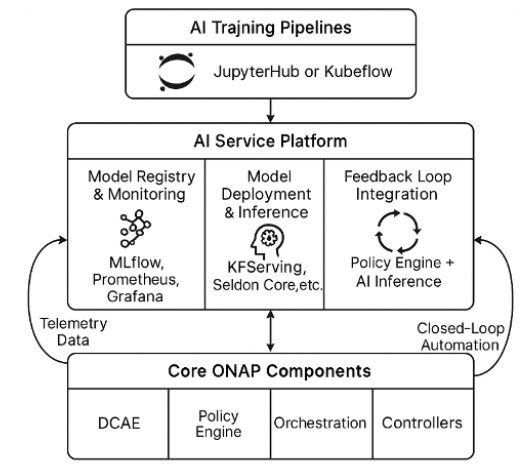 AI Trajning Pipelines
JupyterHub or Kubeflow
AI Service Platform
Model Registry
& Monitoring
MLflow,
Prometheus,
Grafana
Model
Deployment
& Inference
KFServing,
Seldon Core,etc.
Feedback Loop
Integration
Policy Engine +
AI Inference
Telemetry
Data
Closed-Loop
Automation
Core ONAP Components
DCAE
Policy
Engine
Orchestration
Controllers